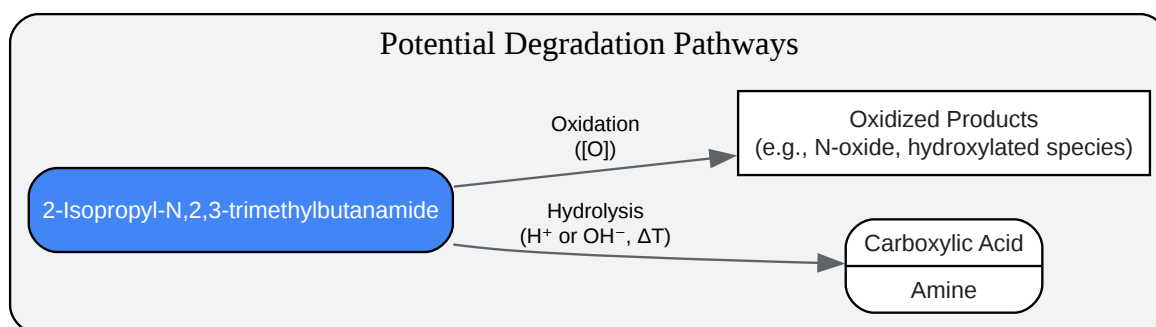 Potential Degradation Pathways
Oxidation
([O])
Oxidized Products
(e.g., N-oxide, hydroxylated species)
2-Isopropyl-N,2,3-trimethylbutanamide
Hydrolysis
(H⁺ or OH⁻, ΔT)
Carboxylic Acid
Amine